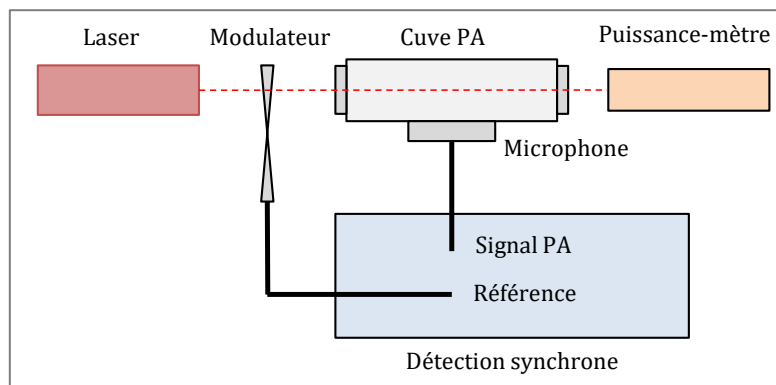 Laser
Modulateur
Cuve PA
Puissance-mètre
Microphone
Signal PA
Référence
Détection synchrone